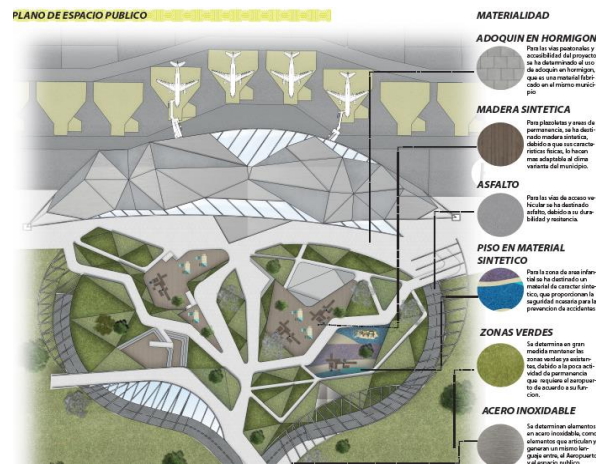 PLANO DE ESPACIO PUBLICO
MATERIALIDAD
ADOQUIN EN HORMIGON
Para las vias peatonales y
accesibilidad del proyecto
se ha determinado el uso
de adoquin en hormigon,
que es una material fabri-
cado en el mismo munici-
pio
MADERA SINTETICA
Para plazoletas y areas de
permanencia, se ha desti-
nado madera sintetica,
debido a que sus caracte-
risticas fisicas, lo hacen
mas adaptable al clima
variante del municipio.
ASFALTO
Para las vias de acceso ve-
hicular se ha destinado
asfalto, debido a su dura-
bilidad y resitencia.
PISO EN MATERIAL
SINTETICO
Para la zona de area infan-
tial se ha destinado un
material de caracter sinte-
tico, que proporcionan la
seguridad nicesaria para la
prevencion de accidentes
ZONAS VERDES
Se determina en gran
medida mantener las
zonas verdes ya existen-
tes, debido a la poca acti-
vidad de permanencia
que requiere el aeropuer-
to de acuerdo a su fun-
cion.
ACERO INOXIDABLE
Se determinan elementos
en acero inoxidable, como
elementos que articulan y
generan un mismo len-
guaje entre, el Aeropuerto
y el espacio publico